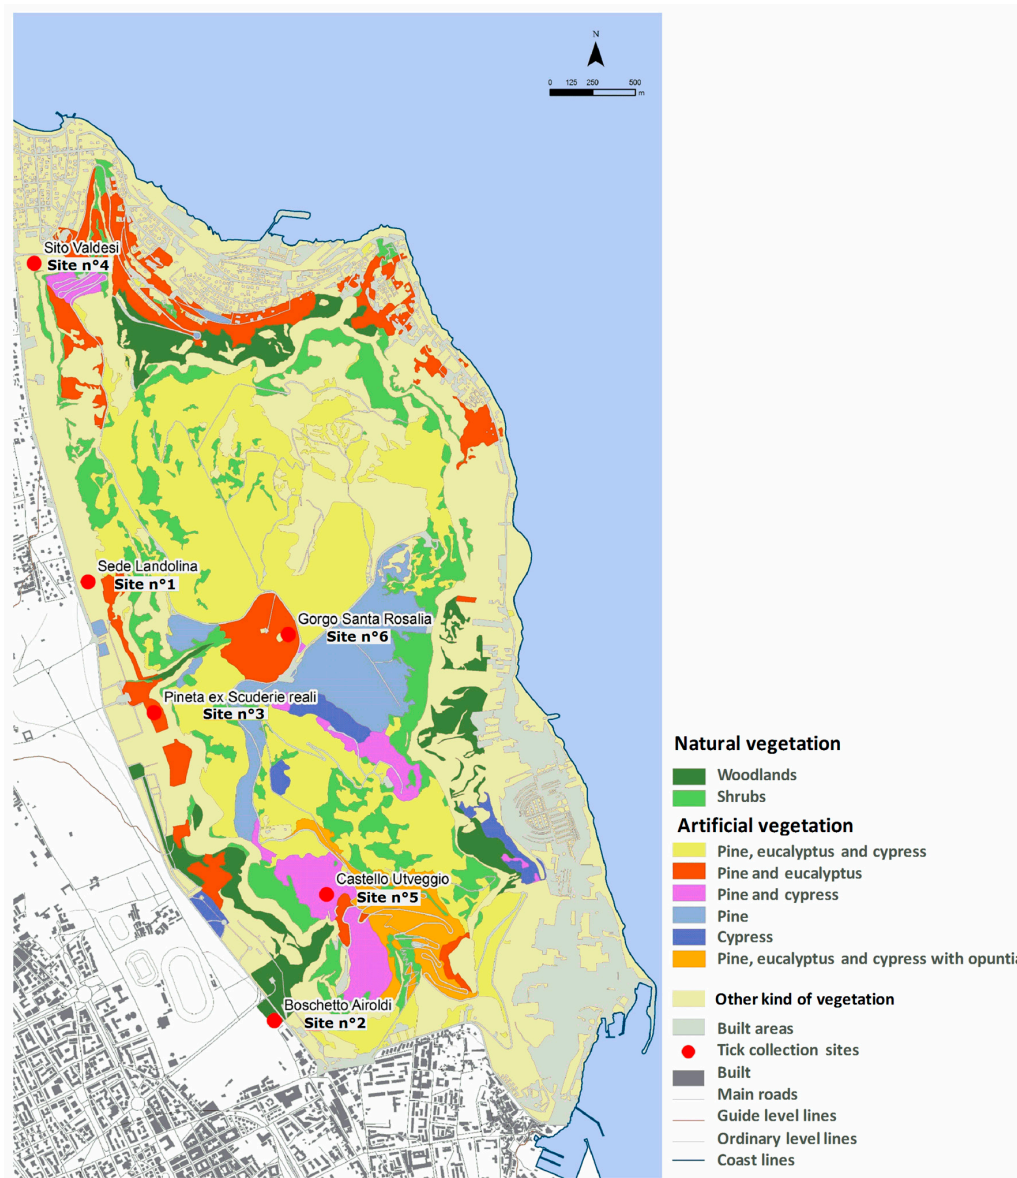 N
0 125 250 500
m
Sito Valdesi
Site n°4
Sede Landolina
Site n°1
Gorgo Santa Rosalia
Site n°6
Pineta ex Scuderie reali
Site n°3
Castello Utveggio
Site n°5
Boschetto Airoldi
Site n°2
Natural vegetation
Woodlands
Shrubs
Artificial vegetation
Pine, eucalyptus and cypress
Pine and eucalyptus
Pine and cypress
Pine
Cypress
Pine, eucalyptus and cypress with opuntia
Other kind of vegetation
Built areas
Tick collection sites
Built
Main roads
Guide level lines
Ordinary level lines
Coast lines